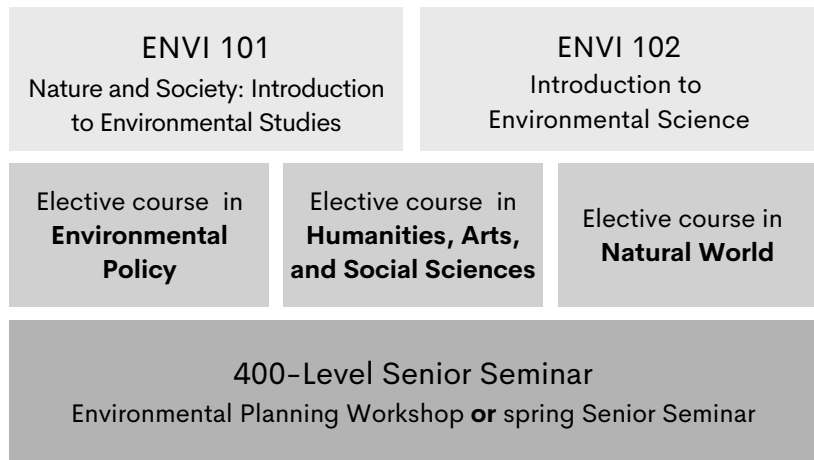 ENVI 101
Nature and Society: Introduction
to Environmental Studies
ENVI 102
Introduction to
Environmental Science
Elective course in
Environmental
Policy
Elective course in
Humanities, Arts,
and Social Sciences
Elective course in
Natural World
400-Level Senior Seminar
Environmental Planning Workshop or spring Senior Seminar